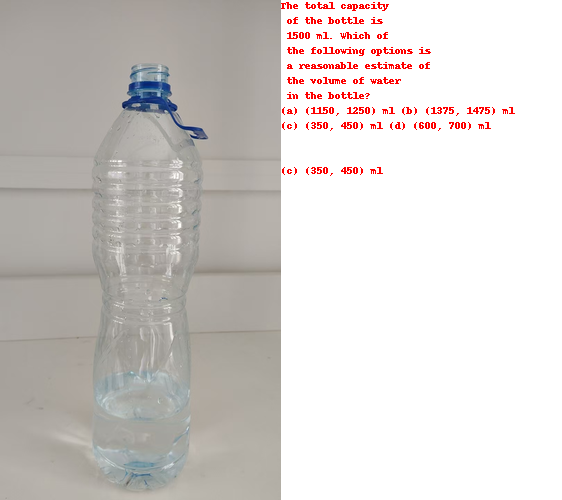 The total capacity
of the bottle is
1500 ml. Which of
the following options is
a reasonable estimate of
the volume of water
in the bottle?
(a) (1150, 1250) ml (b) (1375, 1475) ml
(c) (350, 450) ml (d) (600, 700) ml
(c) (350, 450) ml